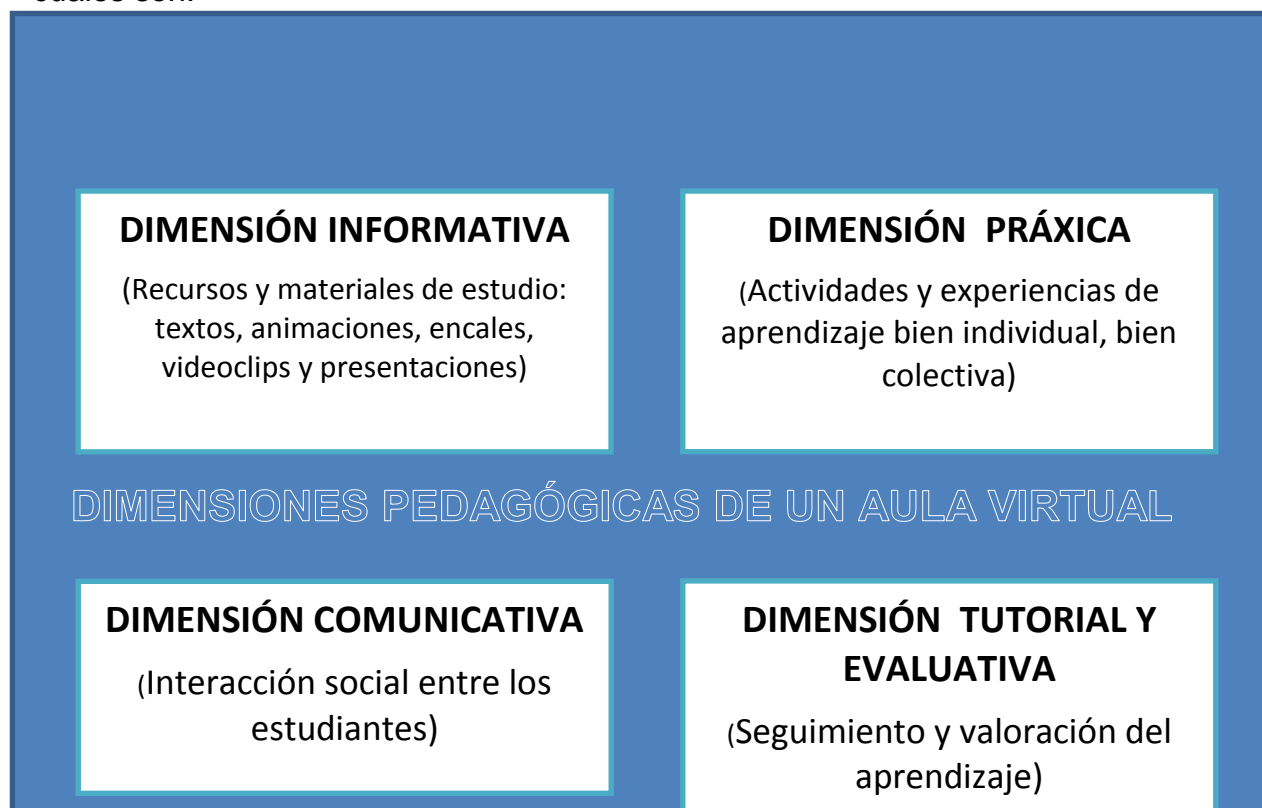 DIMENSIÓN INFORMATIVA
(Recursos y materiales de estudio:
textos, animaciones, encales,
videoclips y presentaciones)
DIMENSIÓN PRÁXICA
(Actividades y experiencias de
aprendizaje bien individual, bien
colectiva)
DIMENSIONES PEDAGÓGICAS DE UN AULA VIRTUAL
DIMENSIÓN COMUNICATIVA
(Interacción social entre los
estudiantes)
DIMENSIÓN TUTORIAL Y
EVALUATIVA
(Seguimiento y valoración del
aprendizaje)